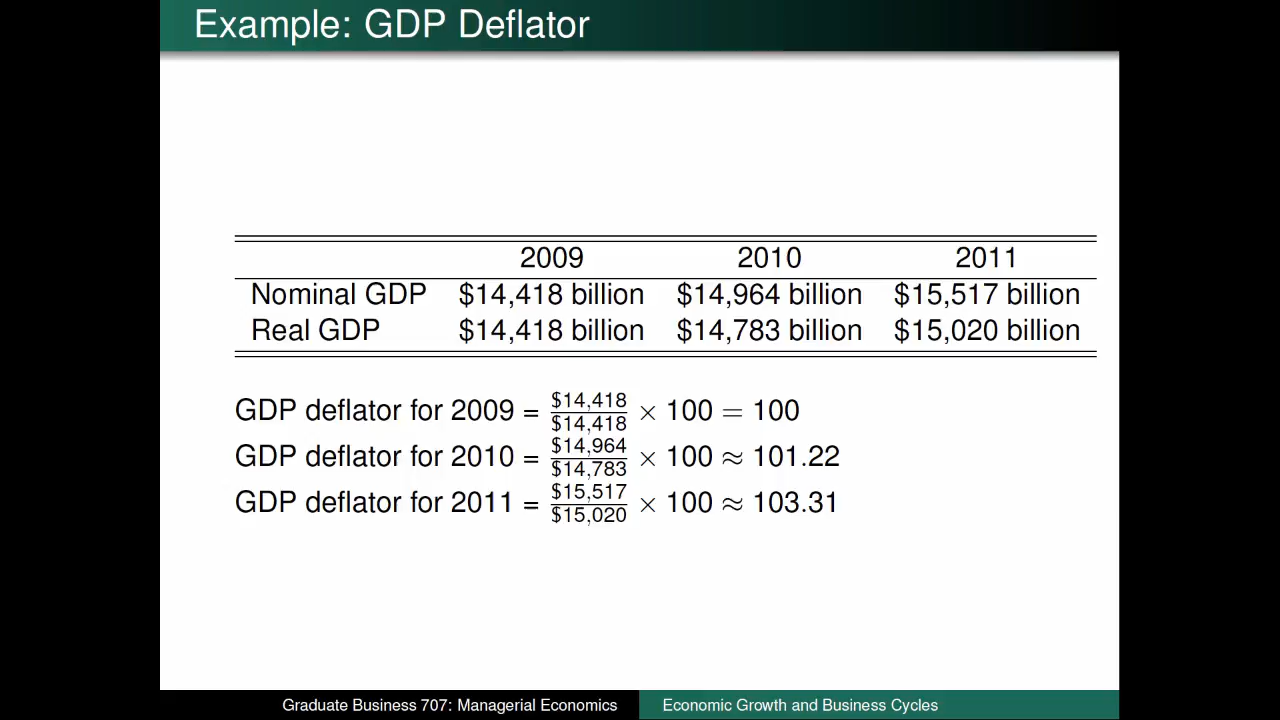 Example: GDP Deflator
2009 2010 2011
Nominal GDP $14,418 billion $14,964 billion $15,517 billion
Real GDP $14,418 billion $14,783 billion $15,020 billion
GDP deflator for 2009 = $14,418/$14,418 × 100 = 100
GDP deflator for 2010 = $14,964/$14,783 × 100 ≈ 101.22
GDP deflator for 2011 = $15,517/$15,020 × 100 ≈ 103.31
Graduate Business 707: Managerial Economics Economic Growth and Business Cycles